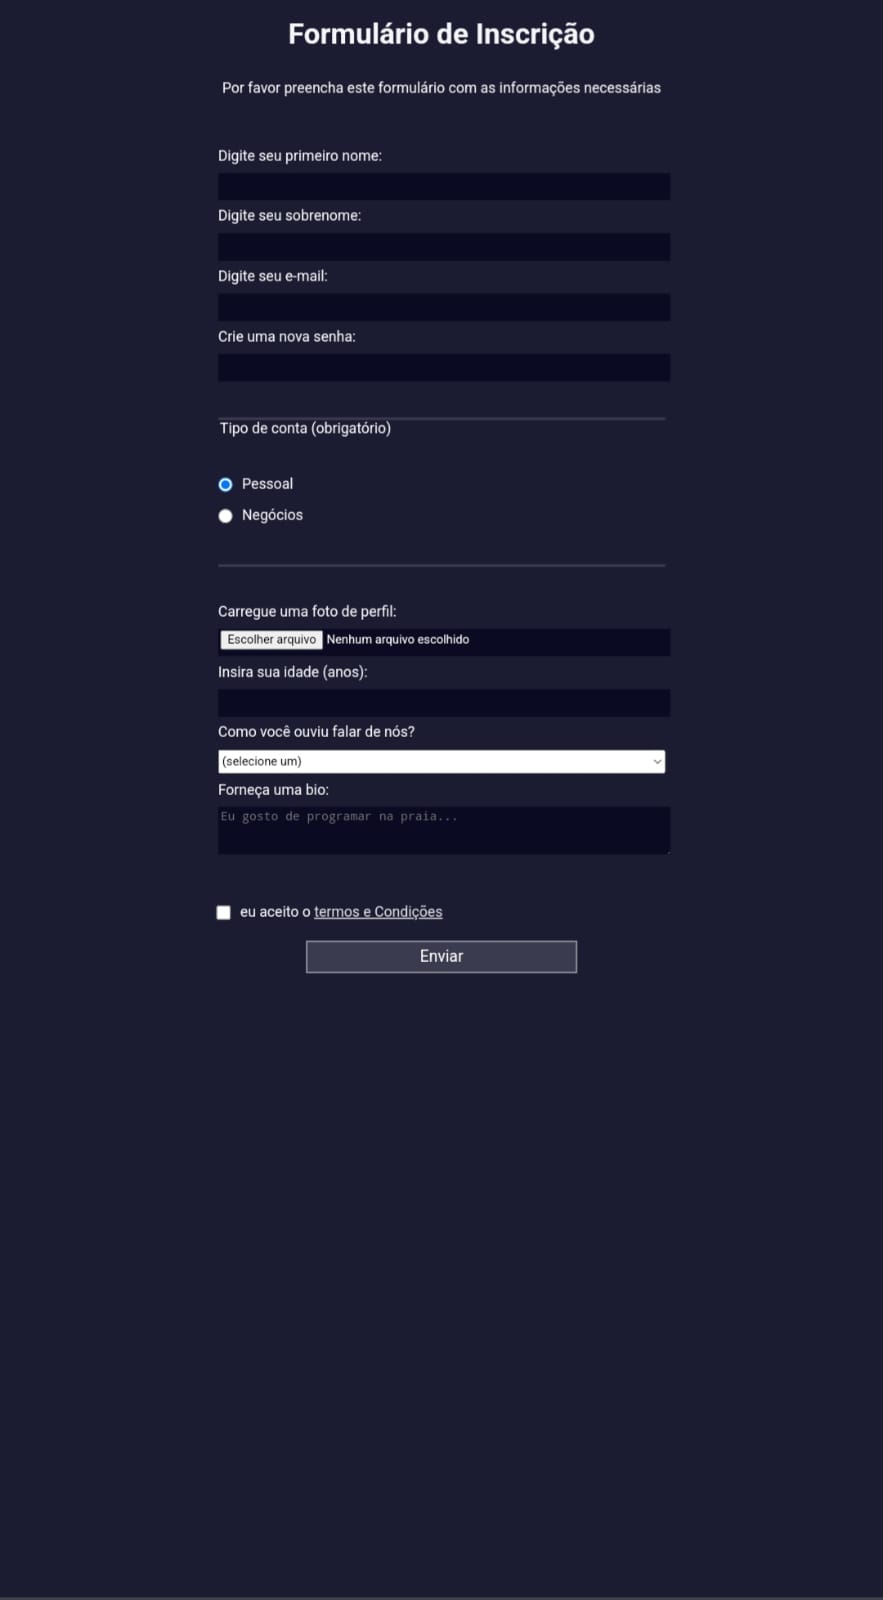 Formulário de Inscrição
Por favor preencha este formulário com as informações necessárias
Digite seu primeiro nome:
Digite seu sobrenome:
Digite seu e-mail:
Crie uma nova senha:
Tipo de conta (obrigatório)
Pessoal
Negócios
Carregue uma foto de perfil:
Escolher arquivo Nenhum arquivo escolhido
Insira sua idade (anos):
Como você ouviu falar de nós?
(selecione um)
Forneça uma bio:
Eu gosto de programar na praia...
eu aceito o termos e Condições
Enviar